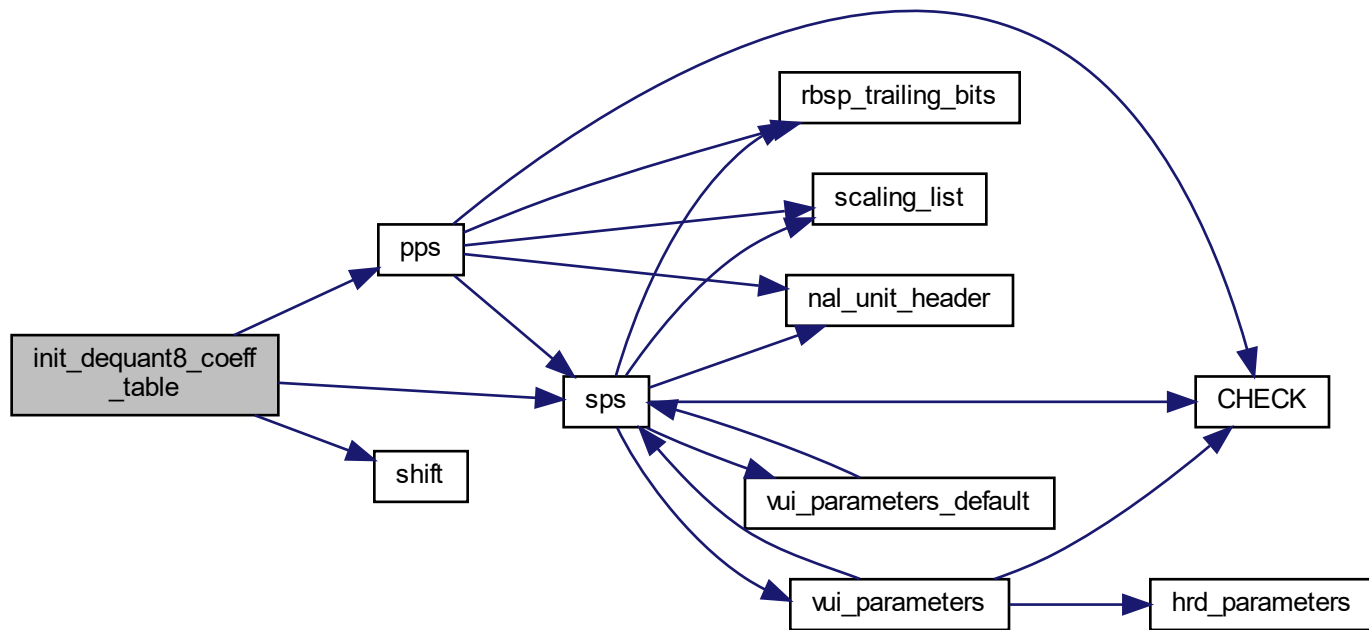 rbsp_trailing_bits
scaling_list
pps
nal_unit_header
init_dequant8_coeff
_table
sps
CHECK
shift
vui_parameters_default
vui_parameters
hrd_parameters